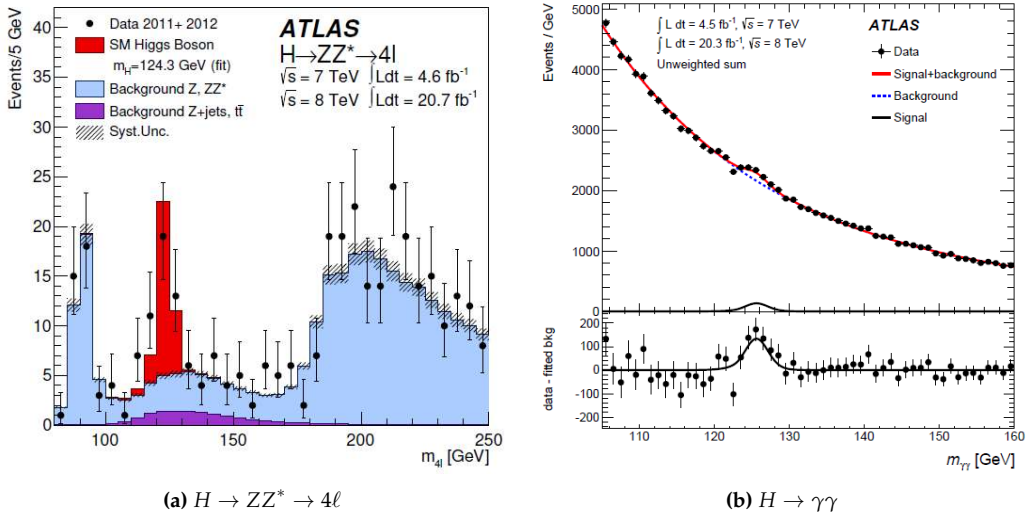 Events/5 GeV
40
35
30
25
20
15
10
5
0
Data 2011+ 2012
SM Higgs Boson
m_H=124.3 GeV (fit)
Background Z, ZZ*
Background Z+jets, tt̄
Syst.Unc.
ATLAS
H→ZZ*→4l
√s = 7 TeV ∫Ldt = 4.6 fb⁻¹
√s = 8 TeV ∫Ldt = 20.7 fb⁻¹
100 150 200 250
m_4l [GeV]
(a) H → ZZ* → 4ℓ
Events / GeV
5000
4000
3000
2000
1000
0
∫ L dt = 4.5 fb⁻¹, √s = 7 TeV
∫ L dt = 20.3 fb⁻¹, √s = 8 TeV
Unweighted sum
ATLAS
Data
Signal+background
Background
Signal
data - fitted bkg
200
100
0
-100
-200
110 120 130 140 150 160
m_γγ [GeV]
(b) H → γγ